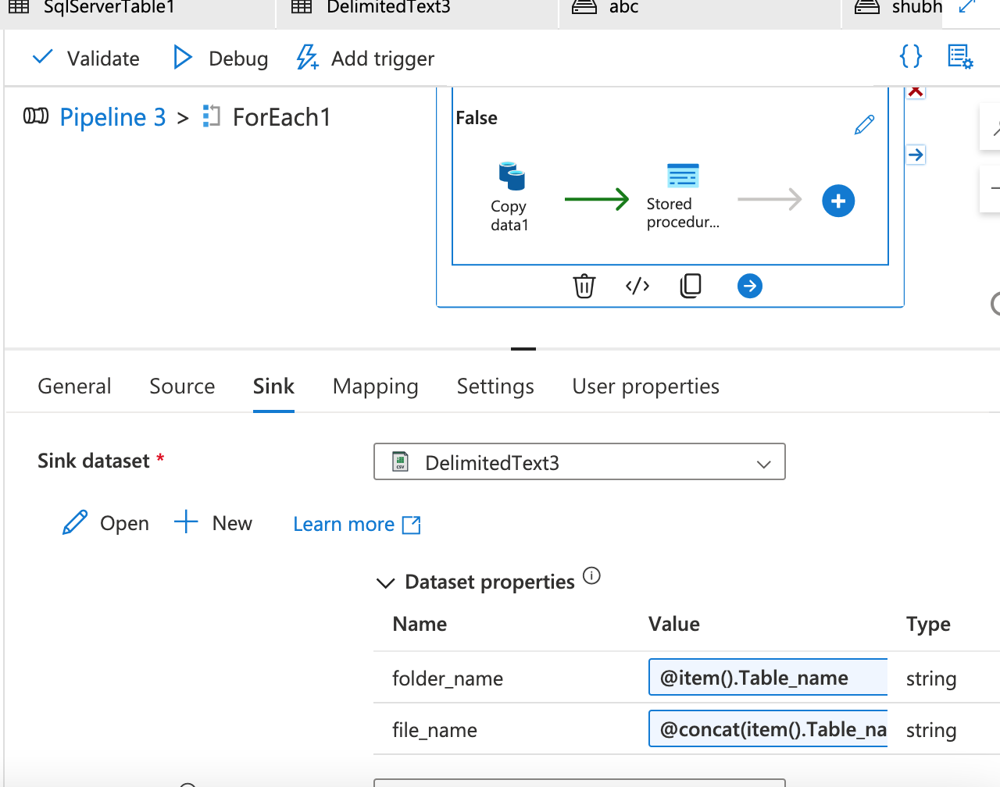 SqlServerTable1
DelimitedText3
abc
shubh
Validate
Debug
Add trigger
{}
Pipeline 3 > ForEach1
False
Copy
data1
Stored
procedur...
</>
General
Source
Sink
Mapping
Settings
User properties
Sink dataset *
CSV
DelimitedText3
Open
New
Learn more
Dataset properties
Name
Value
Type
folder_name
@item().Table_name
string
file_name
@concat(item().Table_na
string